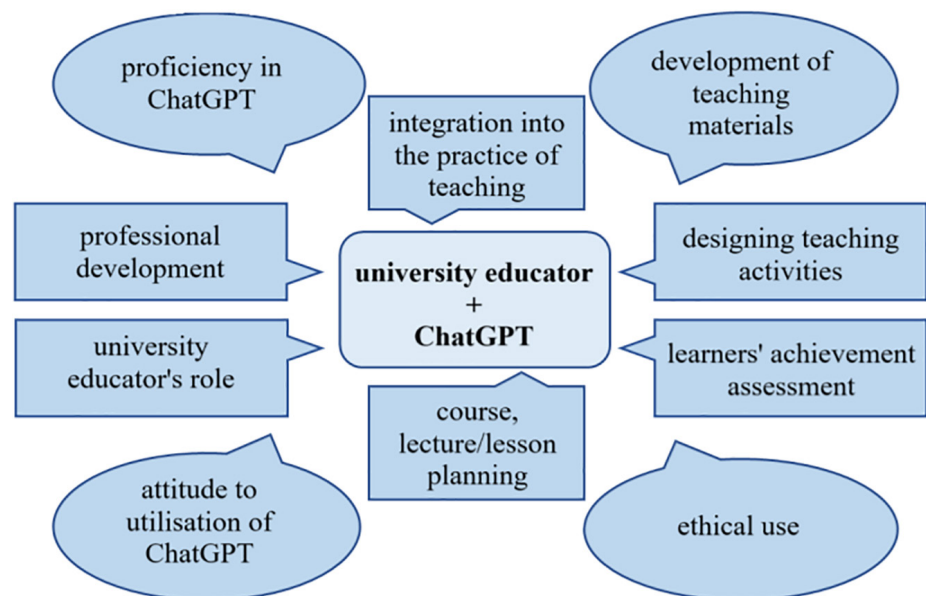 proficiency in
ChatGPT
integration into
the practice of
teaching
development of
teaching
materials
professional
development
university educator
+
ChatGPT
designing teaching
activities
university
educator's role
learners' achievement
assessment
course,
lecture/lesson
planning
attitude to
utilisation of
ChatGPT
ethical use